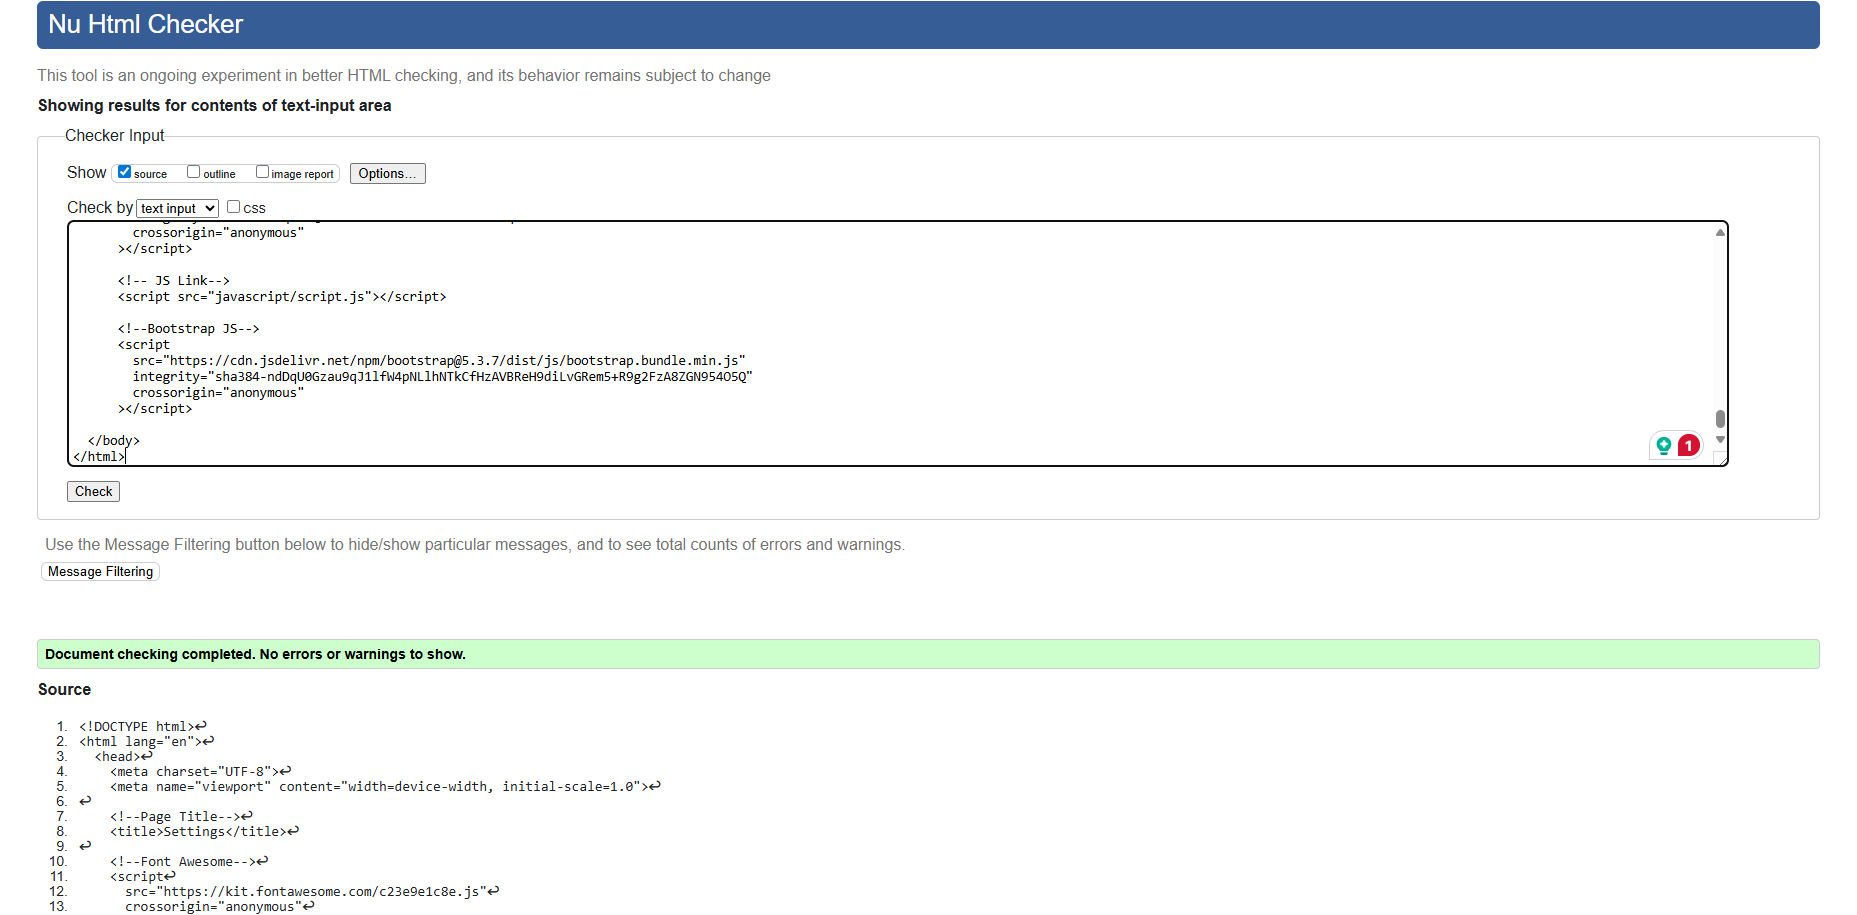 Nu Html Checker
This tool is an ongoing experiment in better HTML checking, and its behavior remains subject to change
Showing results for contents of text-input area
Checker Input
Show source outline image report Options...
Check by text input css
crossorigin="anonymous"
></script>
<!-- JS Link-->
<script src="javascript/script.js"></script>
<!--Bootstrap JS-->
<script
src="https://cdn.jsdelivr.net/npm/bootstrap@5.3.7/dist/js/bootstrap.bundle.min.js"
integrity="sha384-ndDqU0Gzau9qJ1lfW4pNLlhNTkCfHzAVBReH9diLvGRem5+R9g2FzA8ZGN954O5Q"
crossorigin="anonymous"
></script>
</body>
</html>
1
Check
Use the Message Filtering button below to hide/show particular messages, and to see total counts of errors and warnings.
Message Filtering
Document checking completed. No errors or warnings to show.
Source
1. <!DOCTYPE html>↩
2. <html lang="en">↩
3. <head>↩
4. <meta charset="UTF-8">↩
5. <meta name="viewport" content="width=device-width, initial-scale=1.0">↩
6. ↩
7. <!--Page Title-->↩
8. <title>Settings</title>↩
9. ↩
10. <!--Font Awesome-->↩
11. <script↩
12. src="https://kit.fontawesome.com/c23e9e1c8e.js"↩
13. crossorigin="anonymous"↩